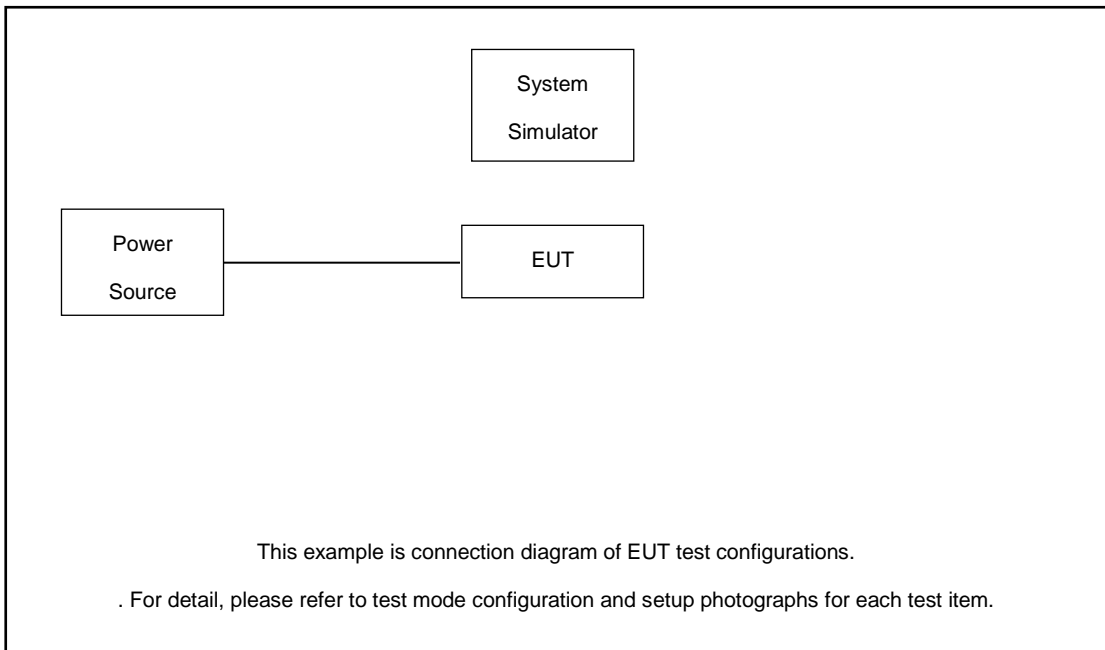 System
Simulator
Power
Source
EUT
This example is connection diagram of EUT test configurations.
. For detail, please refer to test mode configuration and setup photographs for each test item.